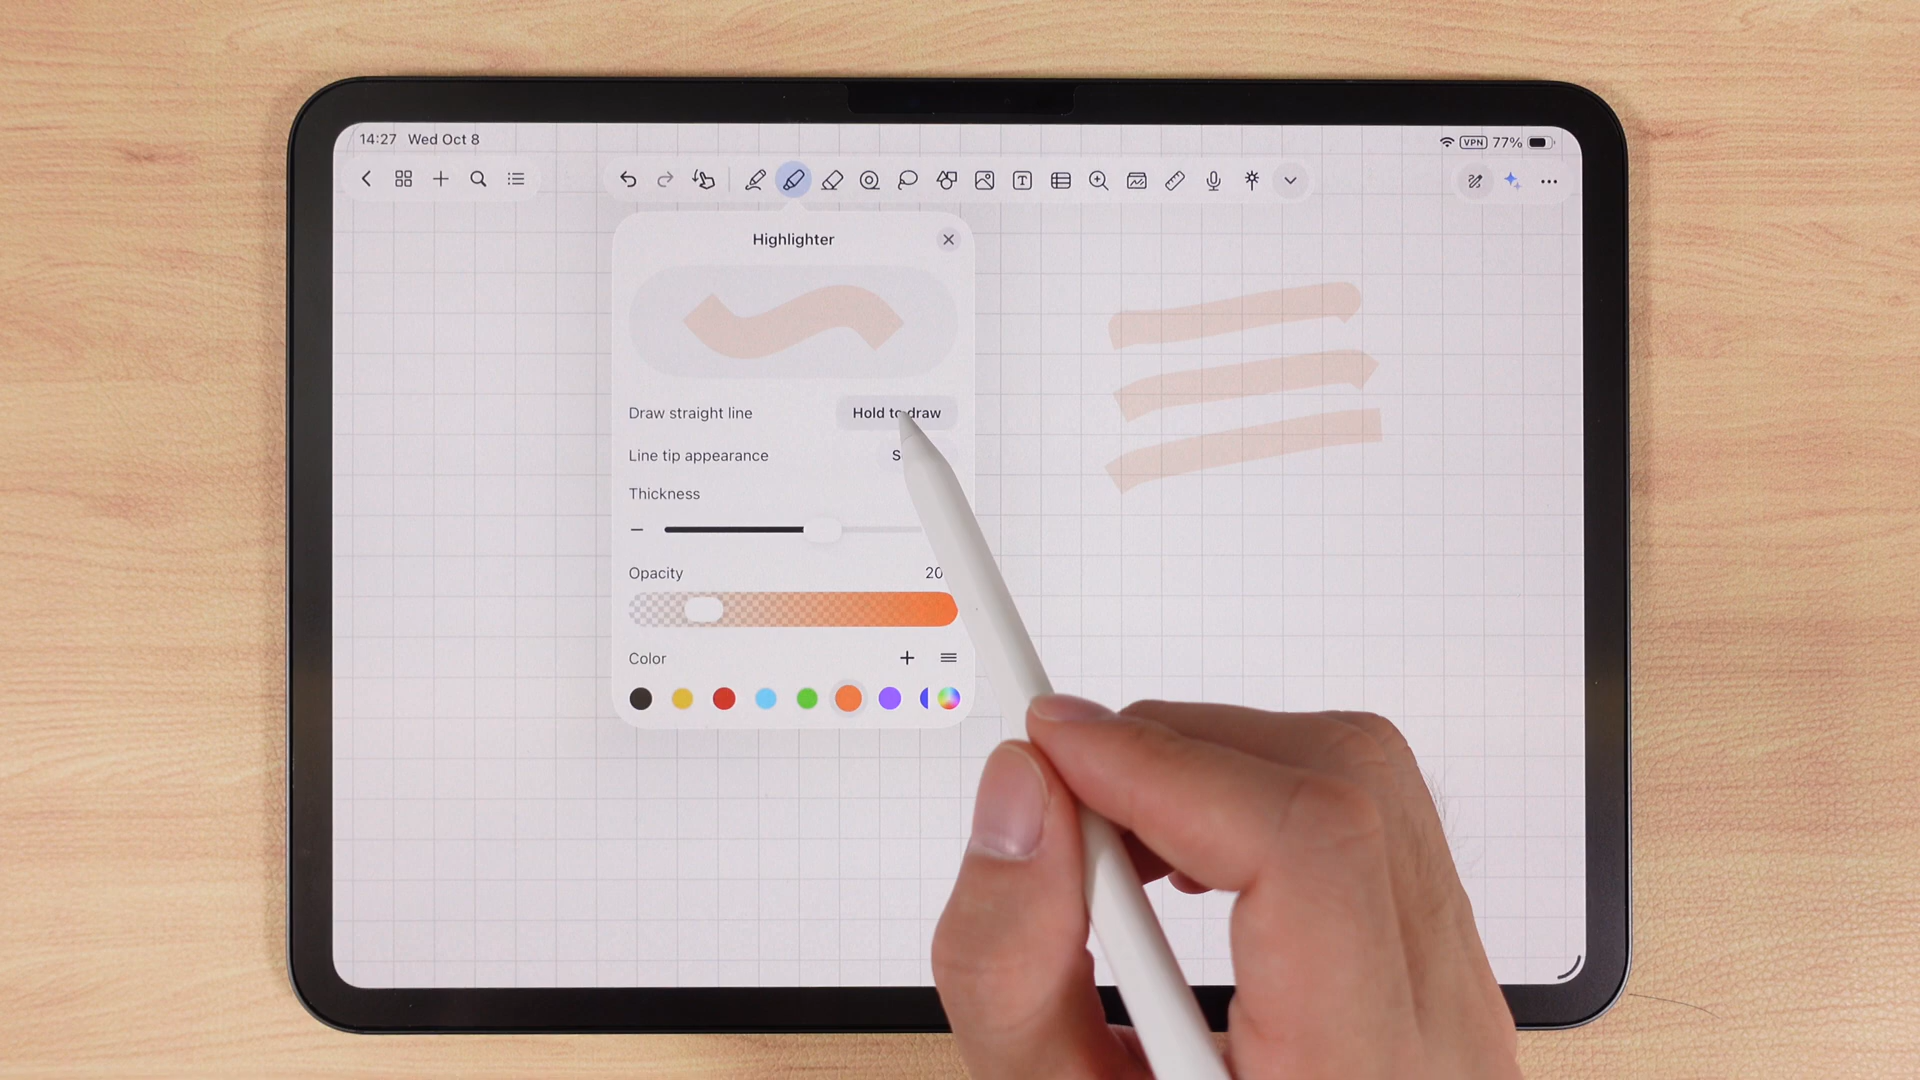 14:27 Wed Oct 8
VPN 77%
Highlighter
Draw straight line
Hold to draw
Line tip appearance
Thickness
Opacity
20
Color